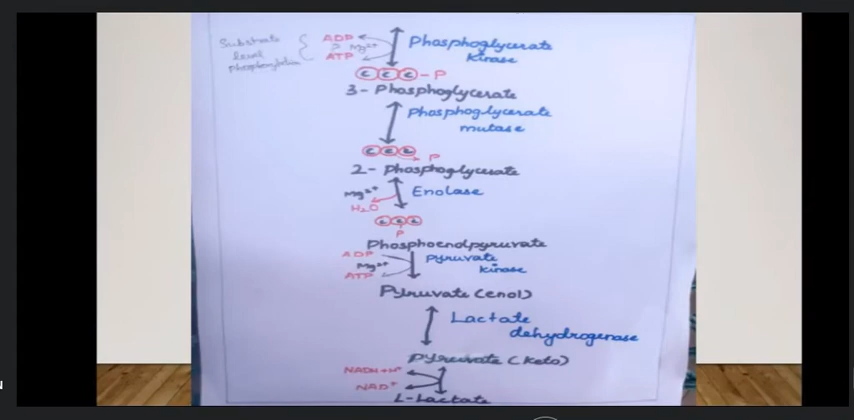 Substrate
level
phosphorylation
ADP
P Mg2+
ATP
Phosphoglycerate
kinase
C C C - P
3- Phosphoglycerate
Phosphoglycerate
mutase
C C C
P
2- Phosphoglycerate
Mg2+
Enolase
H2O
C C C
P
Phosphoenolpyruvate
ADP
Mg2+
ATP
pyruvate
kinase
Pyruvate (enol)
Lactate
dehydrogenase
pyruvate (Keto)
NADH+H+
NAD+
L-Lactate